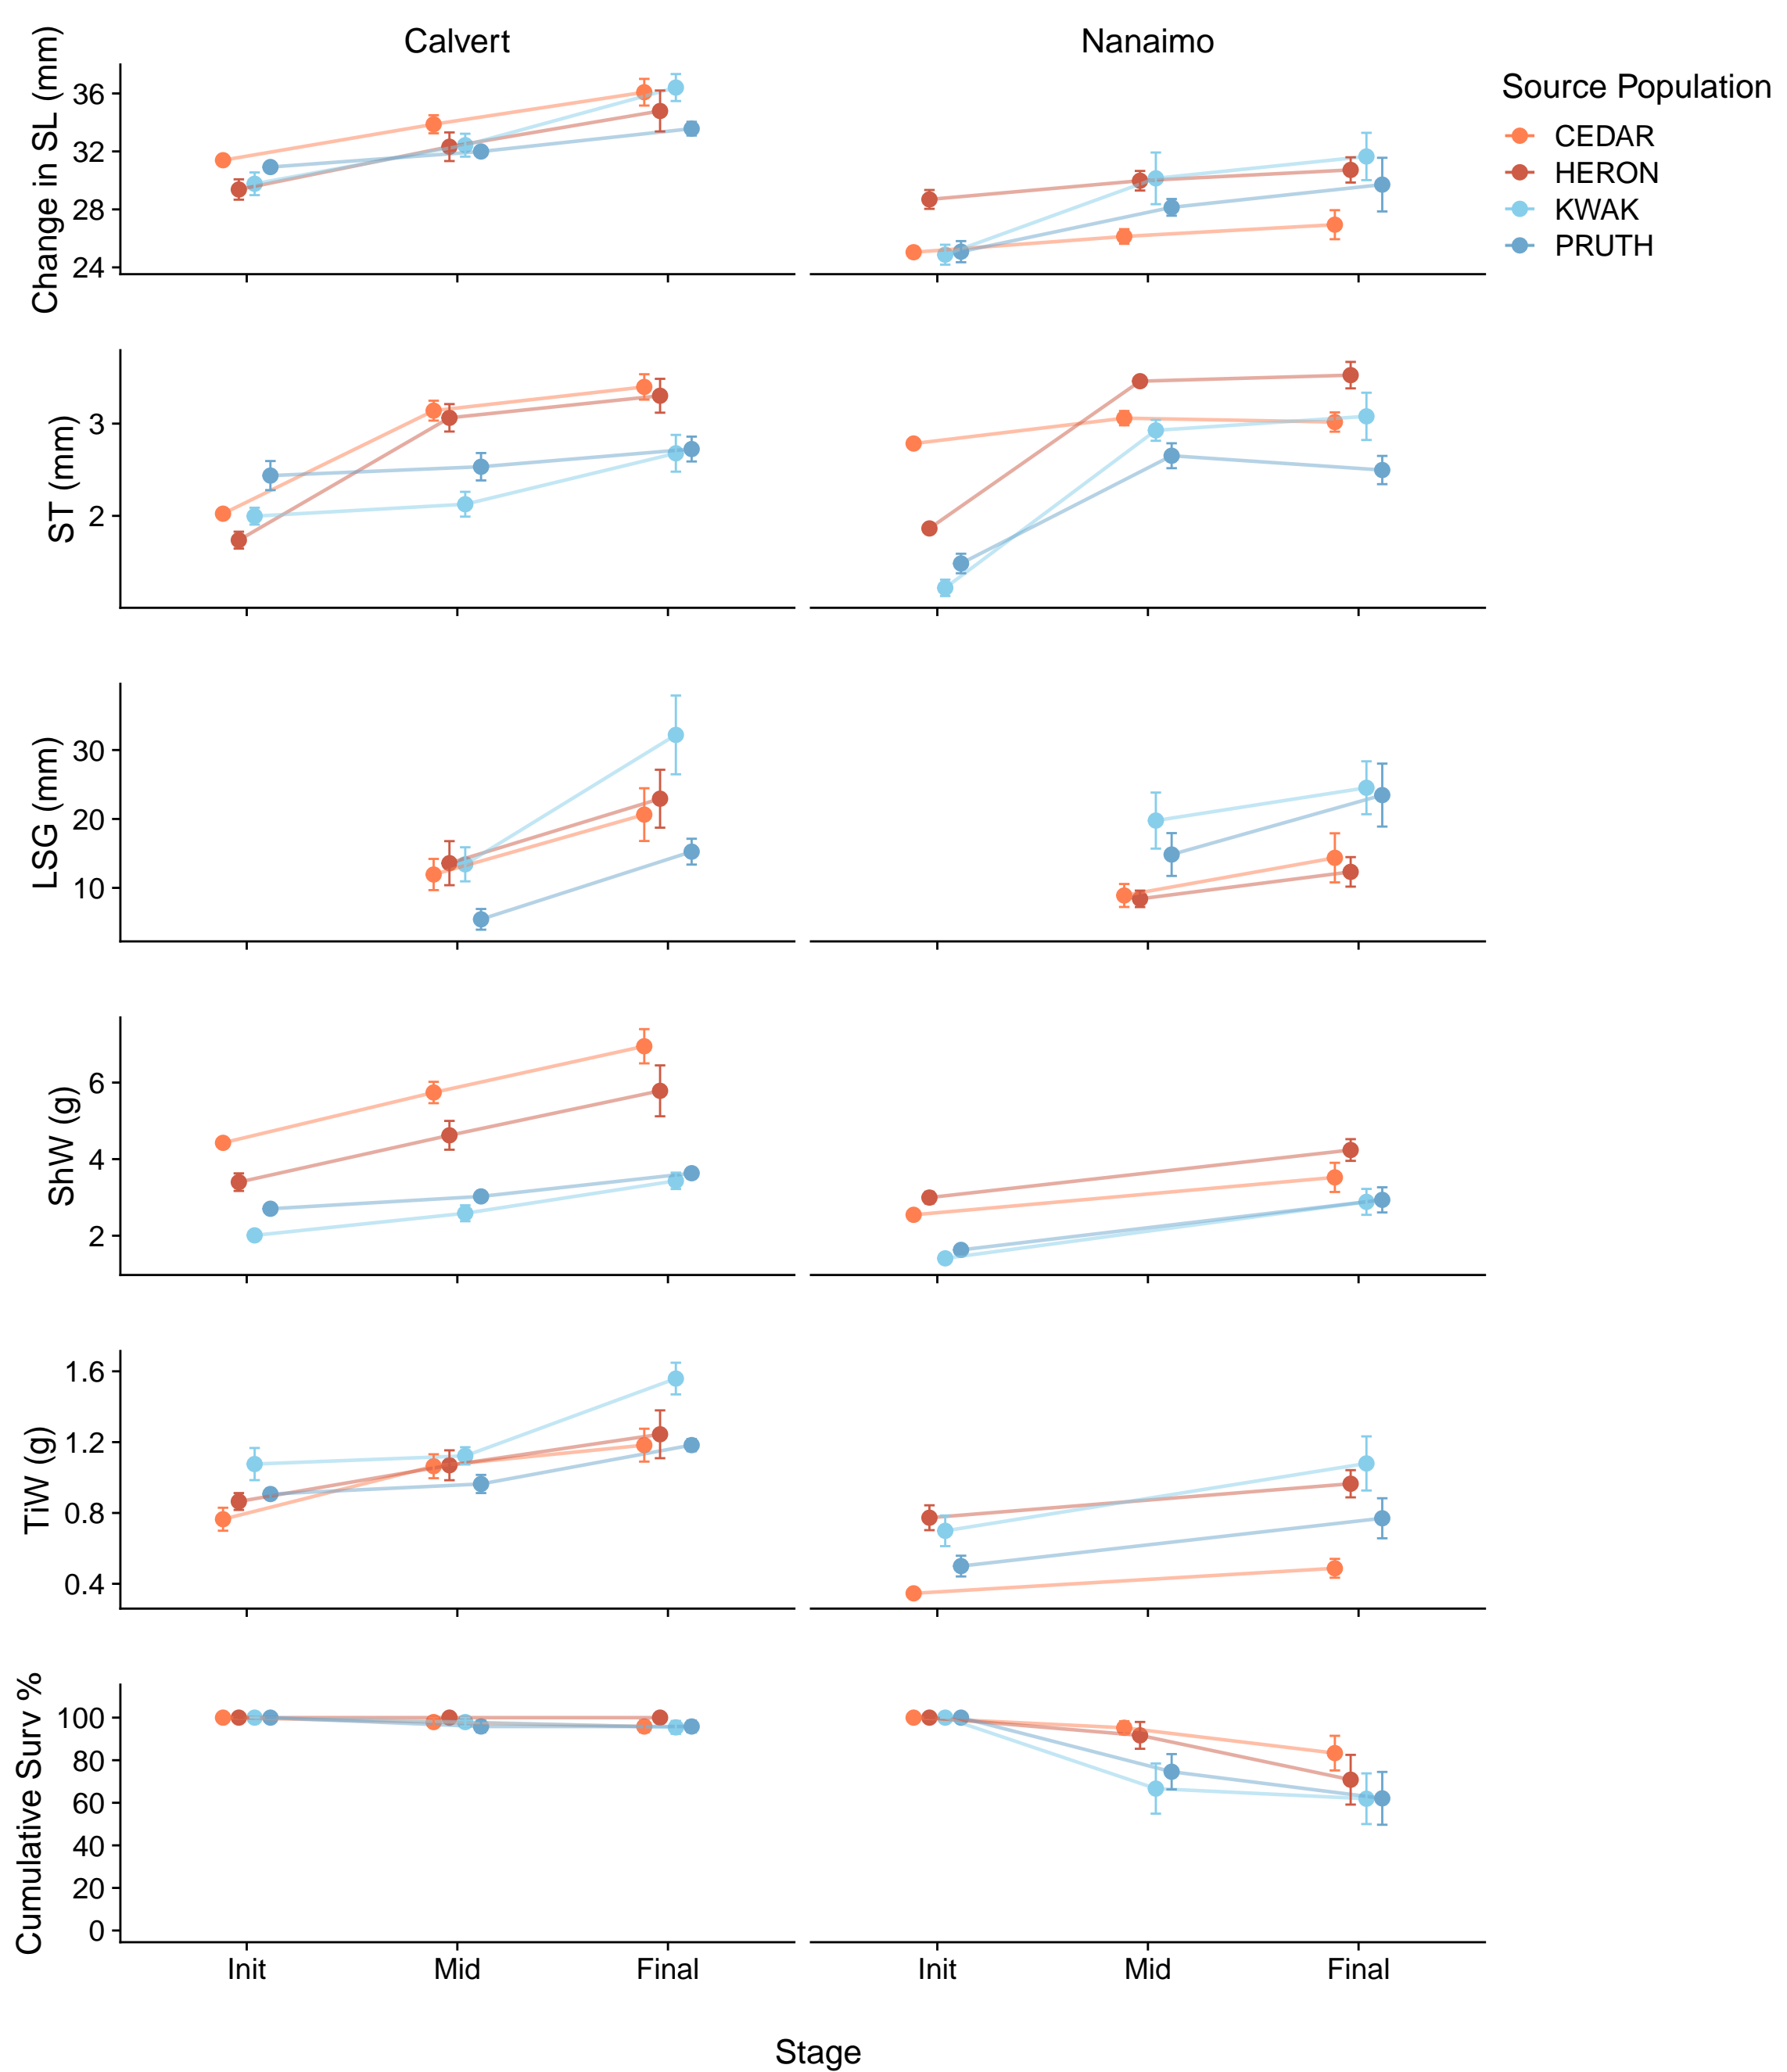 Calvert
Nanaimo
Change in SL (mm)
36
32
28
24
Source Population
CEDAR
HERON
KWAK
PRUTH
ST (mm)
3
2
LSG (mm)
30
20
10
ShW (g)
6
4
2
TiW (g)
1.6
1.2
0.8
0.4
Cumulative Surv %
100
80
60
40
20
0
Init Mid Final
Init Mid Final
Stage